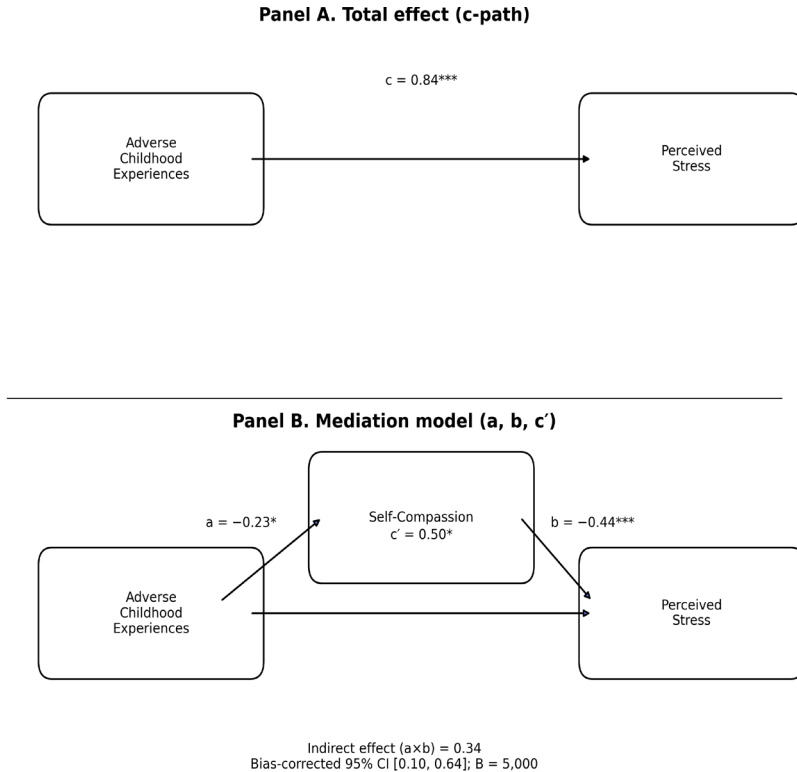 Panel A. Total effect (c-path)
c = 0.84***
Adverse
Childhood
Experiences
Perceived
Stress
Panel B. Mediation model (a, b, c′)
Self-Compassion
c′ = 0.50*
a = −0.23*
b = −0.44***
Adverse
Childhood
Experiences
Perceived
Stress
Indirect effect (a×b) = 0.34
Bias-corrected 95% CI [0.10, 0.64]; B = 5,000